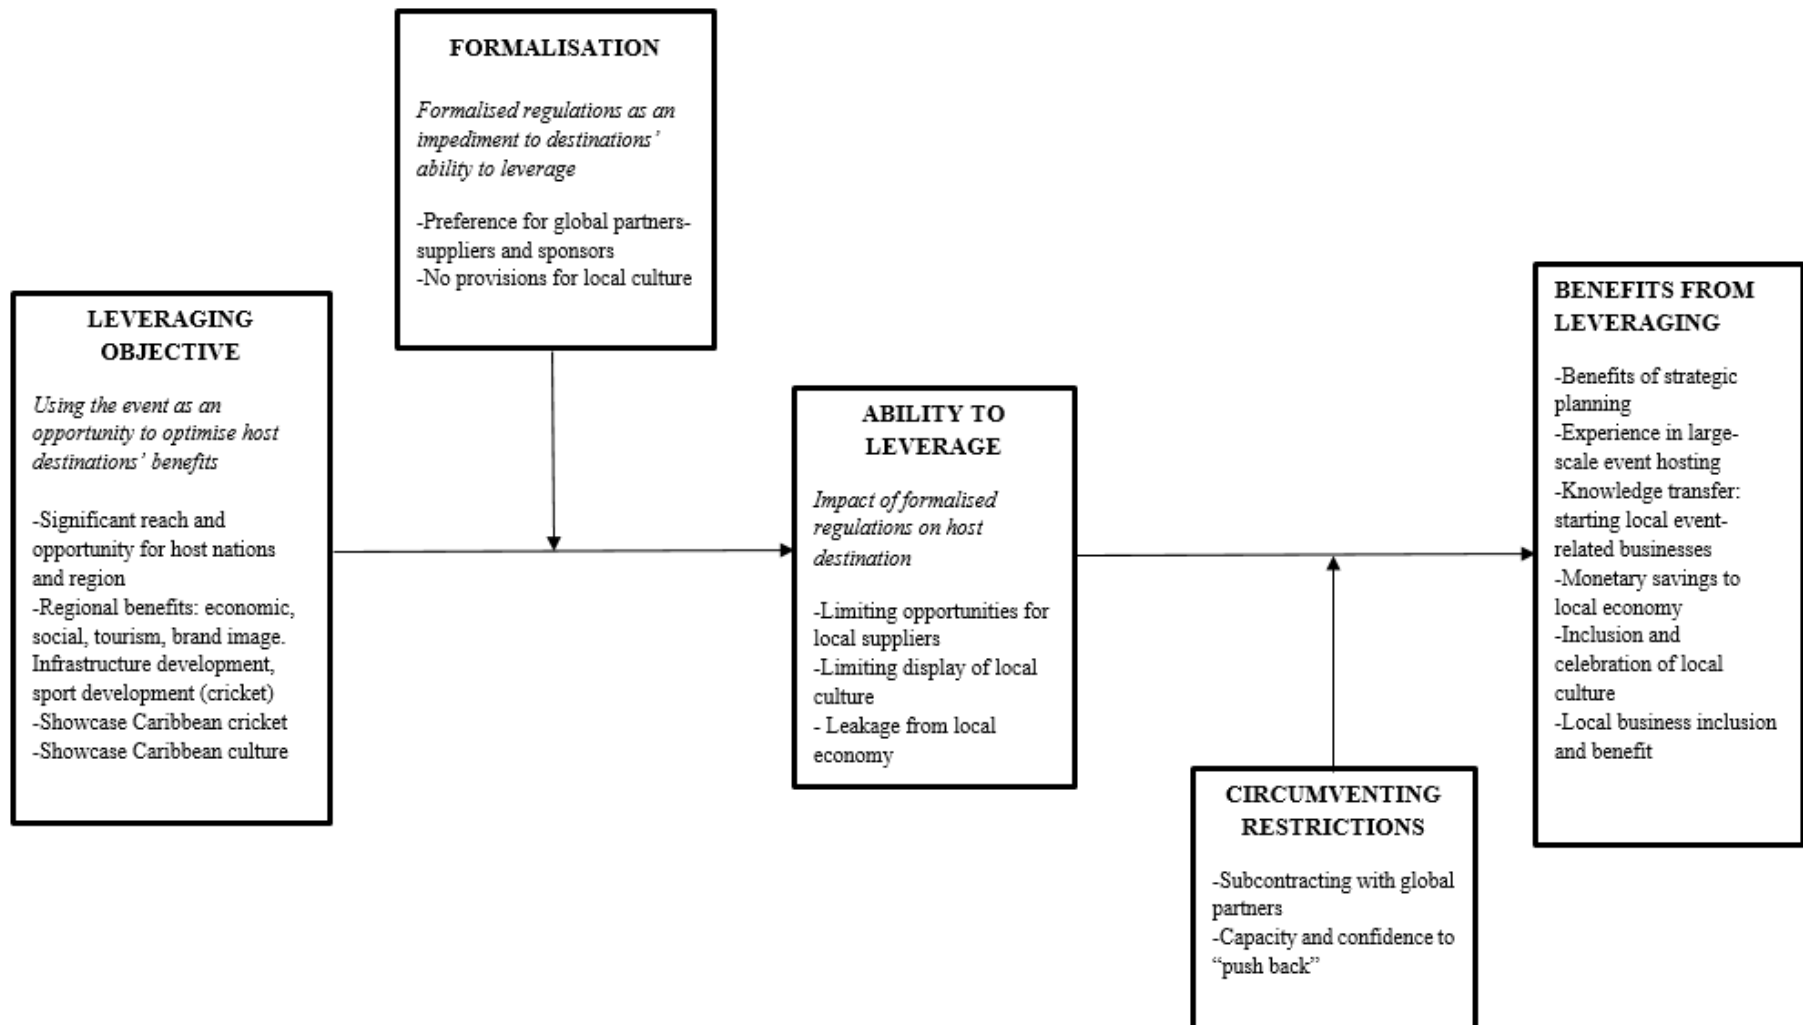 FORMALISATION
Formalised regulations as an
impediment to destinations’
ability to leverage
-Preference for global partners-
suppliers and sponsors
-No provisions for local culture
LEVERAGING
OBJECTIVE
Using the event as an
opportunity to optimise host
destinations’ benefits
-Significant reach and
opportunity for host nations
and region
-Regional benefits: economic,
social, tourism, brand image.
Infrastructure development,
sport development (cricket)
-Showcase Caribbean cricket
-Showcase Caribbean culture
ABILITY TO
LEVERAGE
Impact of formalised
regulations on host
destination
-Limiting opportunities for
local suppliers
-Limiting display of local
culture
- Leakage from local
economy
CIRCUMVENTING
RESTRICTIONS
-Subcontracting with global
partners
-Capacity and confidence to
“push back”
BENEFITS FROM
LEVERAGING
-Benefits of strategic
planning
-Experience in large-
scale event hosting
-Knowledge transfer:
starting local event-
related businesses
-Monetary savings to
local economy
-Inclusion and
celebration of local
culture
-Local business inclusion
and benefit